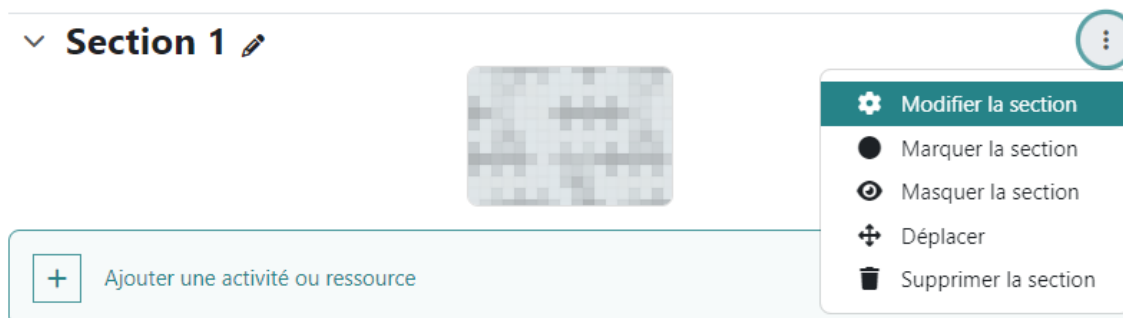 Section 1
Modifier la section
Marquer la section
Masquer la section
Déplacer
Supprimer la section
Ajouter une activité ou ressource